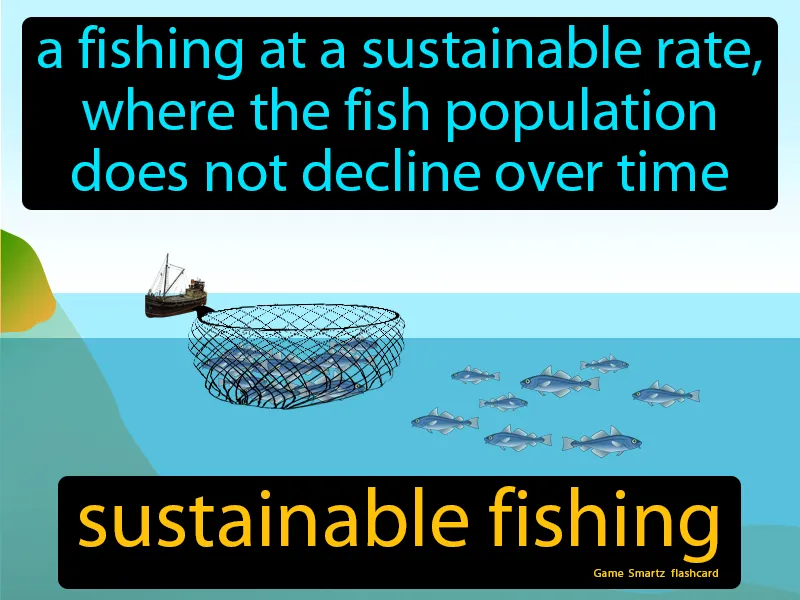 a fishing at a sustainable rate,
where the fish population
does not decline over time
sustainable fishing
Game Smartz flashcard